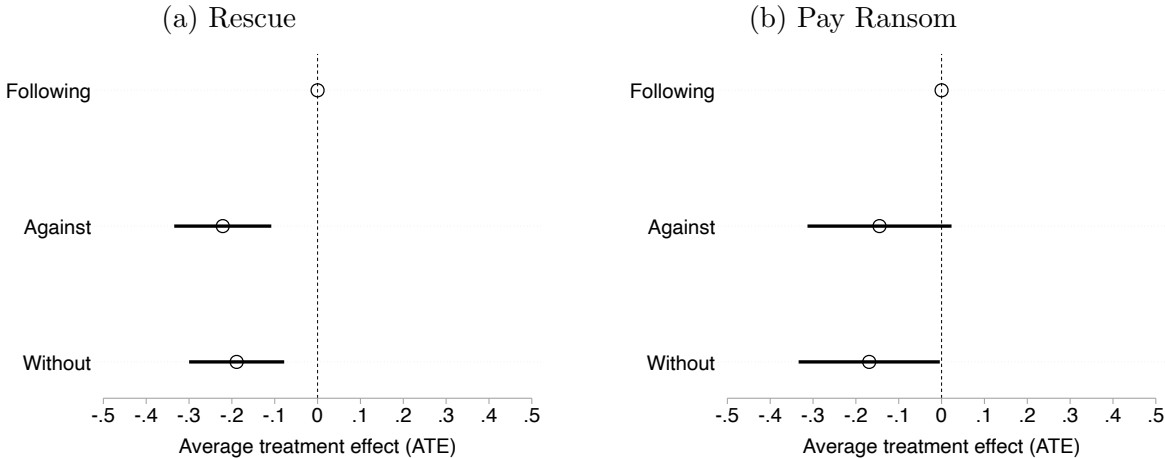 (a) Rescue
Following
Against
Without
-.5 -.4 -.3 -.2 -.1 0 .1 .2 .3 .4 .5
Average treatment effect (ATE)
(b) Pay Ransom
Following
Against
Without
-.5 -.4 -.3 -.2 -.1 0 .1 .2 .3 .4 .5
Average treatment effect (ATE)